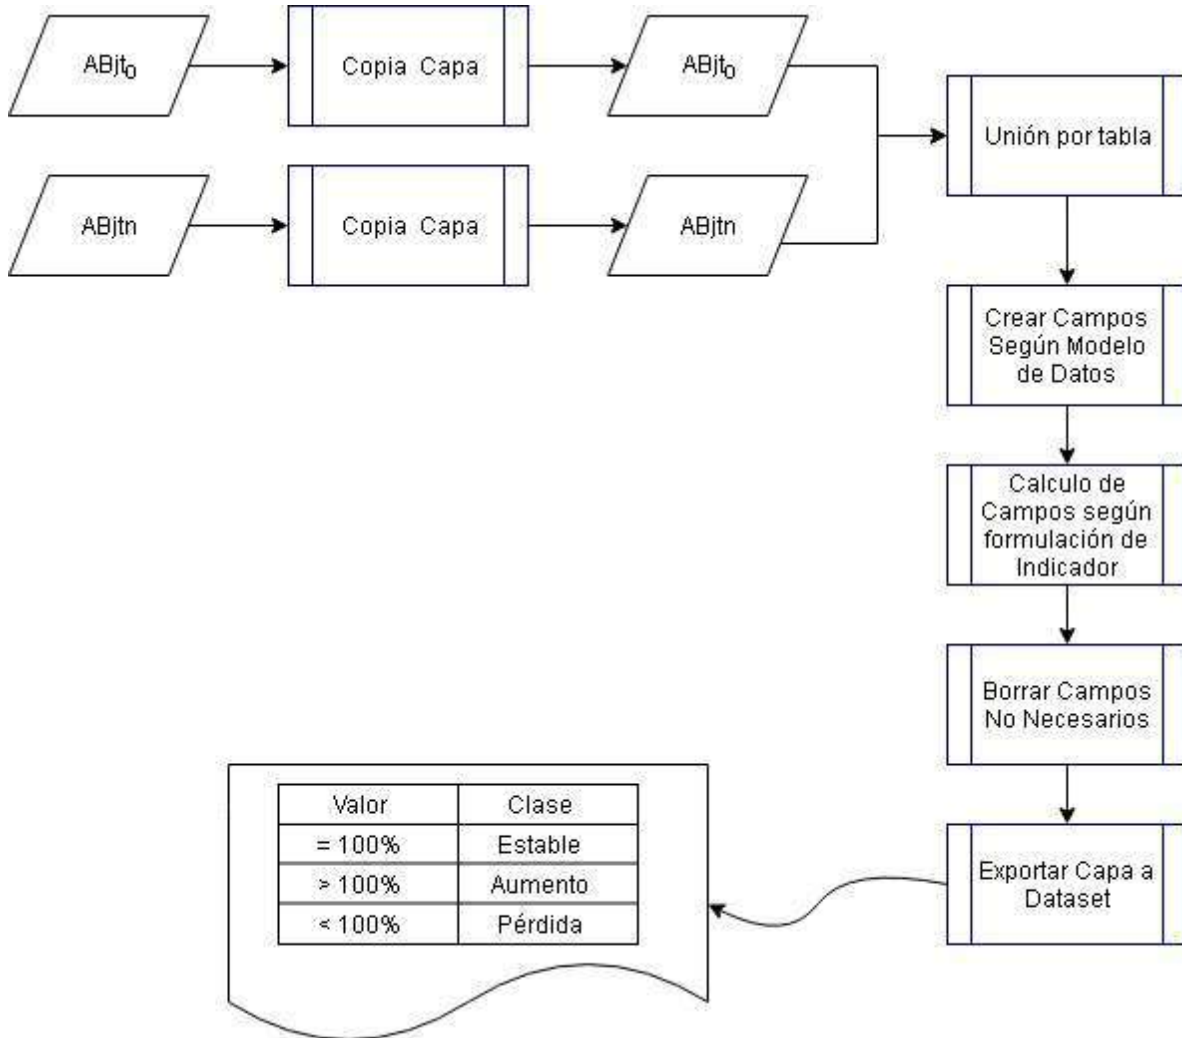 ABjt0
Copia Capa
ABjt0
Unión por tabla
ABjtn
Copia Capa
ABjtn
Crear Campos
Según Modelo
de Datos
Calculo de
Campos según
formulación de
Indicador
Borrar Campos
No Necesarios
Exportar Capa a
Dataset
Valor Clase
= 100% Estable
> 100% Aumento
< 100% Pérdida